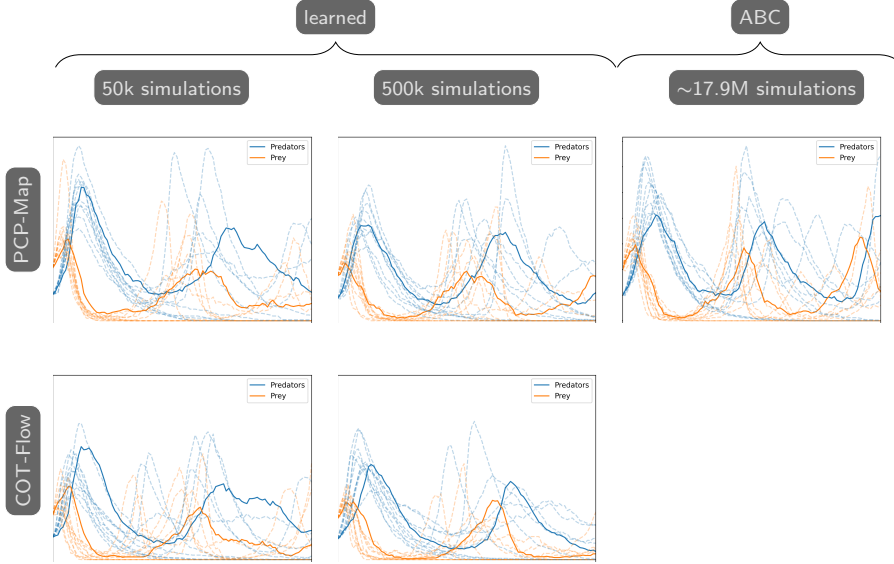 learned
ABC
50k simulations
500k simulations
~17.9M simulations
PCP-Map
Predators
Prey
Predators
Prey
Predators
Prey
COT-Flow
Predators
Prey
Predators
Prey